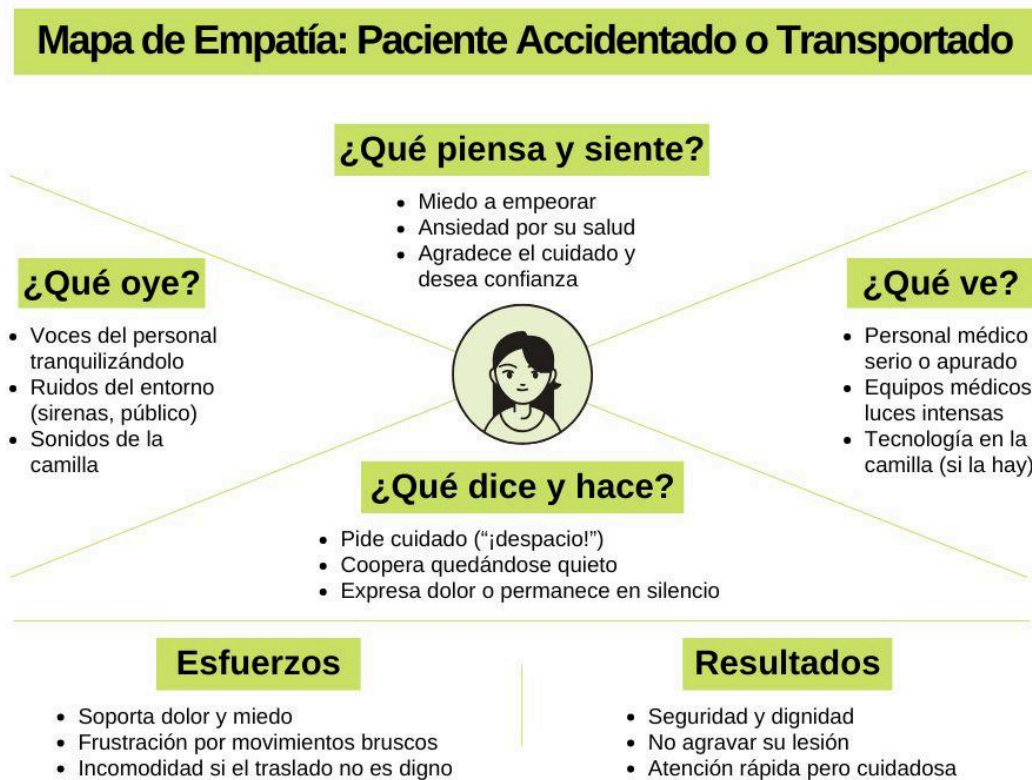 Mapa de Empatía: Paciente Accidentado o Transportado
¿Qué piensa y siente?
• Miedo a empeorar
• Ansiedad por su salud
• Agradece el cuidado y
desea confianza
¿Qué oye?
• Voces del personal
tranquilizándolo
• Ruidos del entorno
(sirenas, público)
• Sonidos de la
camilla
¿Qué ve?
• Personal médico
serio o apurado
• Equipos médicos
luces intensas
• Tecnología en la
camilla (si la hay)
¿Qué dice y hace?
• Pide cuidado (“¡despacio!”)
• Coopera quedándose quieto
• Expresa dolor o permanece en silencio
Esfuerzos
• Soporta dolor y miedo
• Frustración por movimientos bruscos
• Incomodidad si el traslado no es digno
Resultados
• Seguridad y dignidad
• No agravar su lesión
• Atención rápida pero cuidadosa